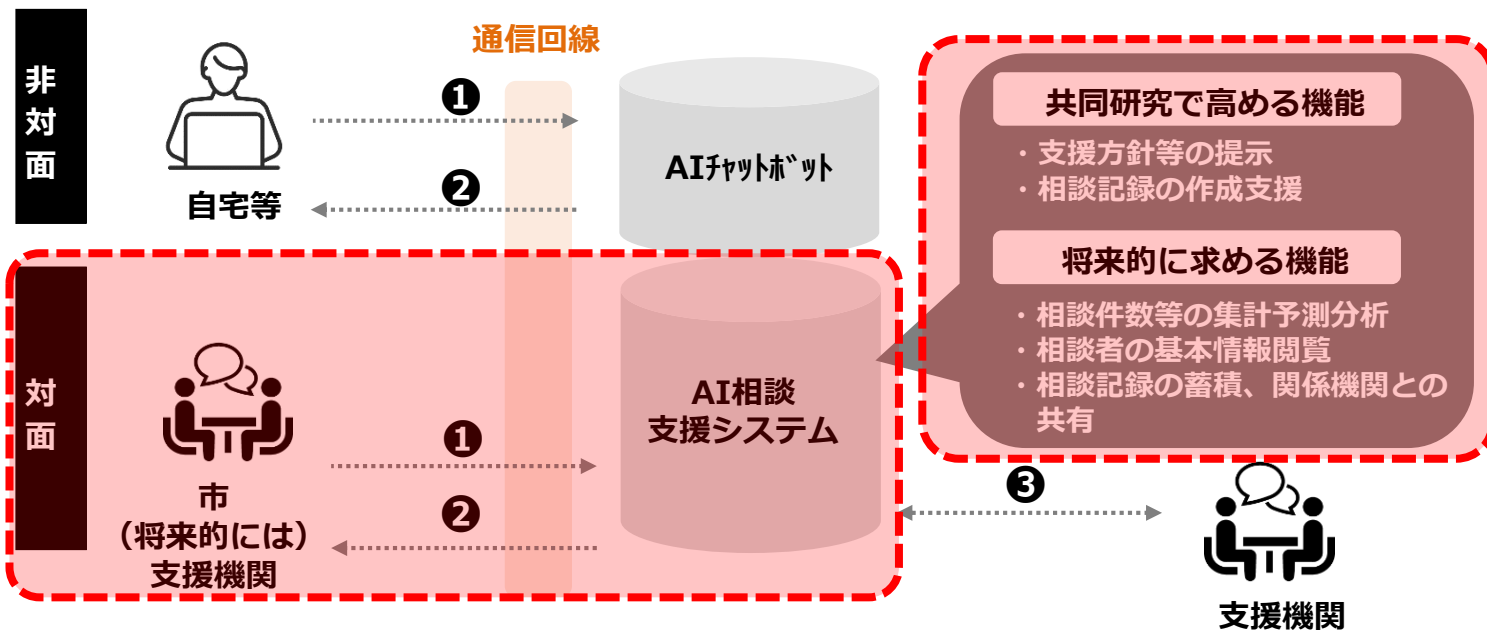 非対面
通信回線
❶
❷
自宅等
AIﾁｬｯﾄﾎﾞｯﾄ
共同研究で高める機能
・支援方針等の提示
・相談記録の作成支援
将来的に求める機能
・相談件数等の集計予測分析
・相談者の基本情報閲覧
・相談記録の蓄積、関係機関との
共有
対面
❶
❷
市
（将来的には）
支援機関
AI相談
支援システム
❸
支援機関